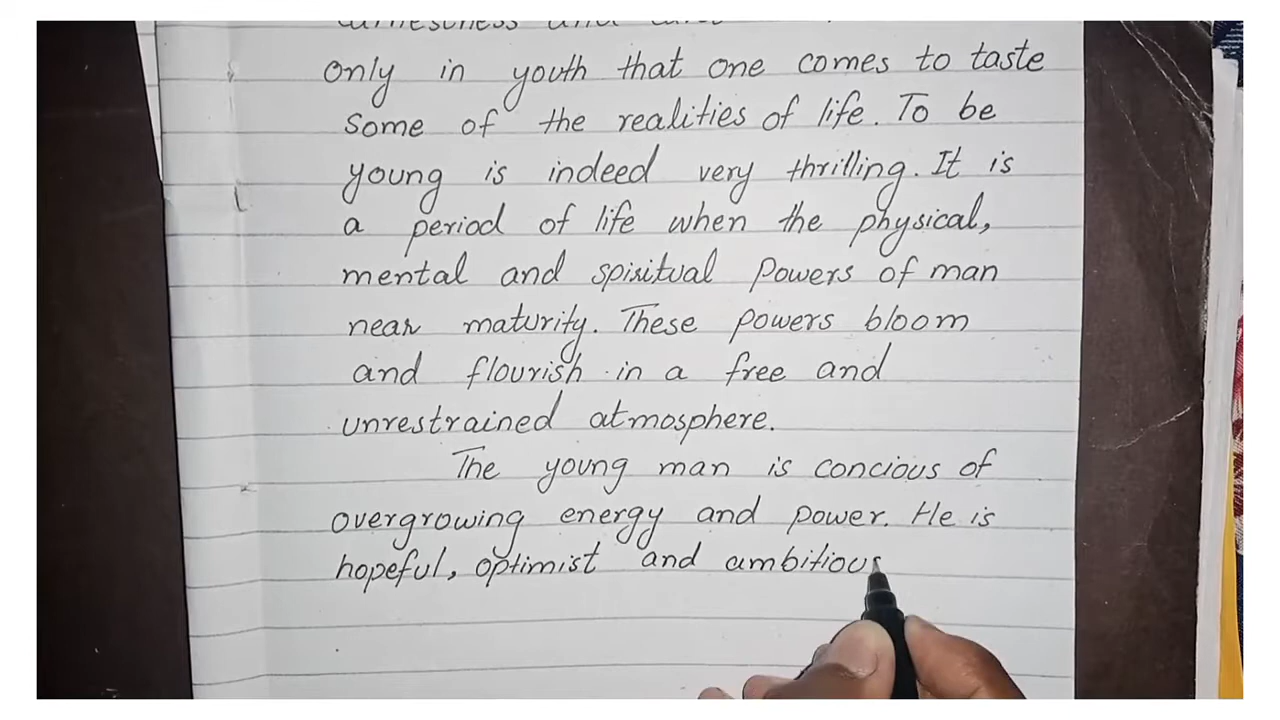 only in youth that one comes to taste
some of the realities of life. To be
young is indeed very thrilling. It is
a period of life when the physical,
mental and spisitual powers of man
near maturity. These powers bloom
and flourish in a free and
unrestrained atmosphere.
The young man is concious of
overgrowing energy and power. He is
hopeful, optimist and ambitious